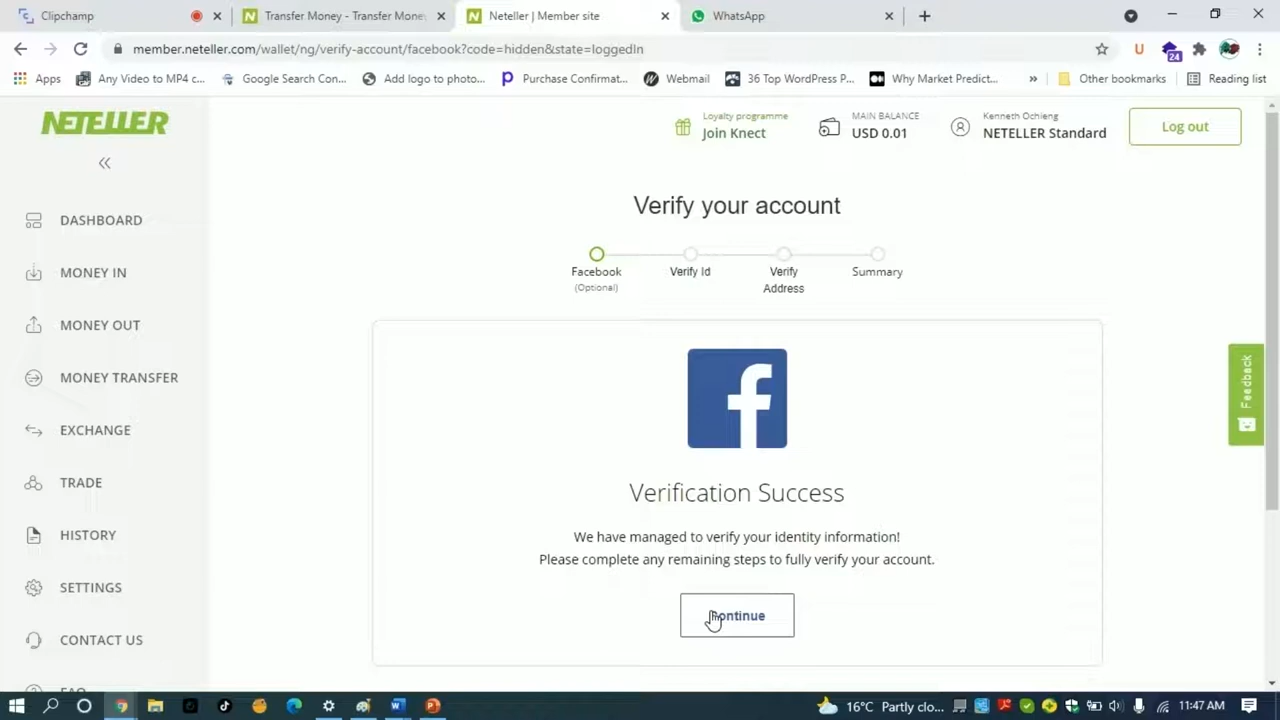 Clipchamp
Transfer Money - Transfer Money
Neteller | Member site
WhatsApp
member.neteller.com/wallet/ng/verify-account/facebook?code=hidden&state=loggedIn
U
24
Apps
Any Video to MP4 c...
Google Search Con...
Add logo to photo...
Purchase Confirmat...
Webmail
36 Top WordPress P...
Why Market Predict...
»
Other bookmarks
Reading list
NETELLER
Loyalty programme
Join Knect
MAIN BALANCE
USD 0.01
Kenneth Ochieng
NETELLER Standard
Log out
DASHBOARD
MONEY IN
MONEY OUT
MONEY TRANSFER
EXCHANGE
TRADE
HISTORY
SETTINGS
CONTACT US
FAQ
Verify your account
Facebook
(Optional)
Verify Id
Verify
Address
Summary
f
Verification Success
We have managed to verify your identity information!
Please complete any remaining steps to fully verify your account.
Continue
Feedback
16°C Partly clo...
11:47 AM